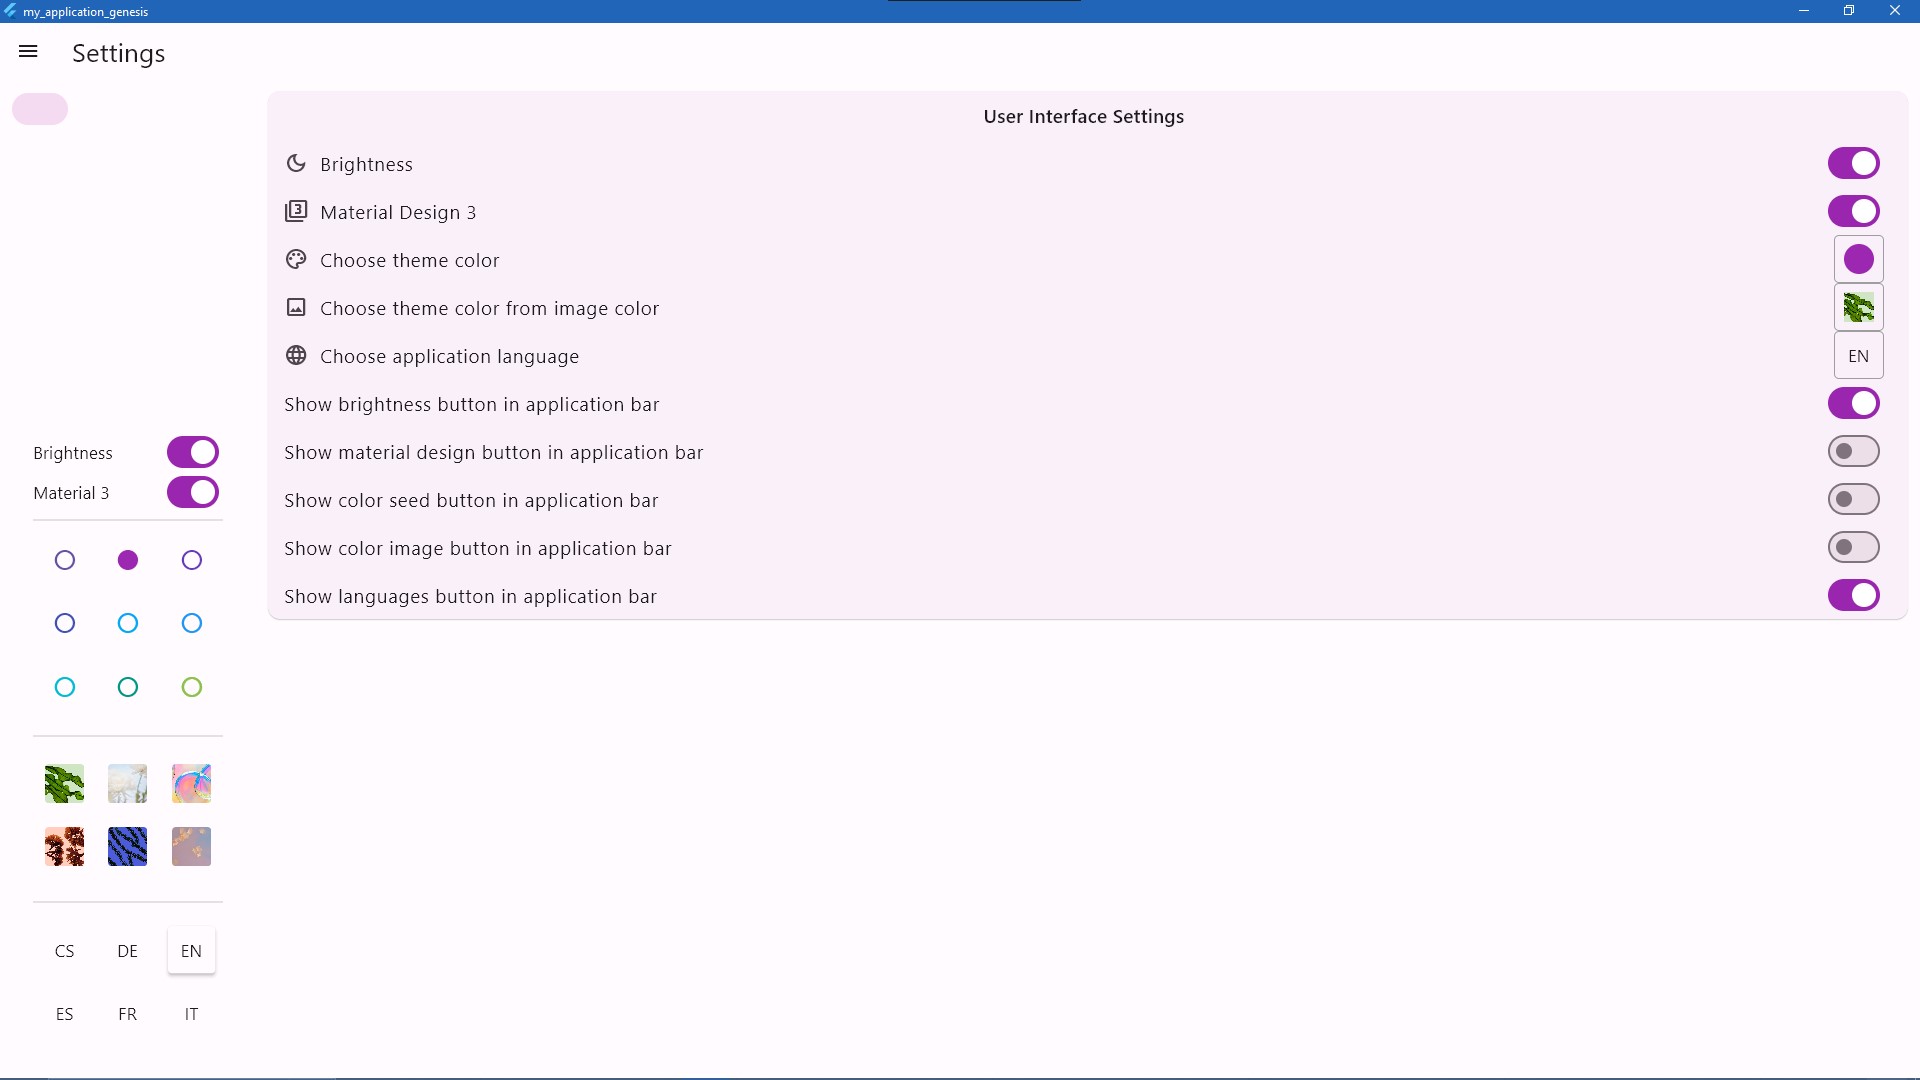 my_application_genesis
Settings
User Interface Settings
Brightness
3 Material Design 3
Choose theme color
Choose theme color from image color
Choose application language EN
Show brightness button in application bar
Show material design button in application bar
Show color seed button in application bar
Show color image button in application bar
Show languages button in application bar
Brightness
Material 3
CS DE EN
ES FR IT